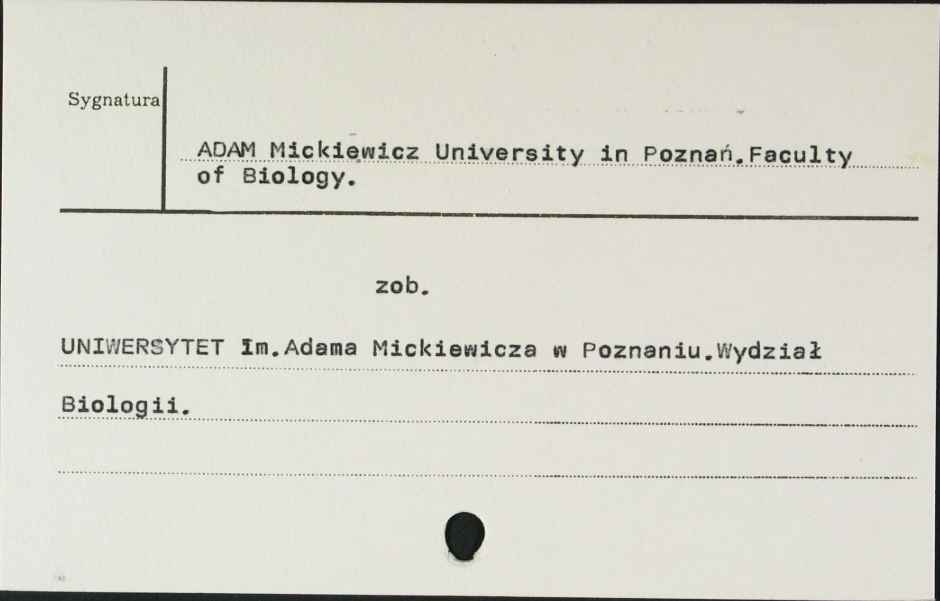 Sygnatura
ADAM Mickiewicz University in Poznań.Faculty
of Biology.
zob.
UNIWERSYTET Im.Adama Mickiewicza w Poznaniu.Wydział
Biologii.